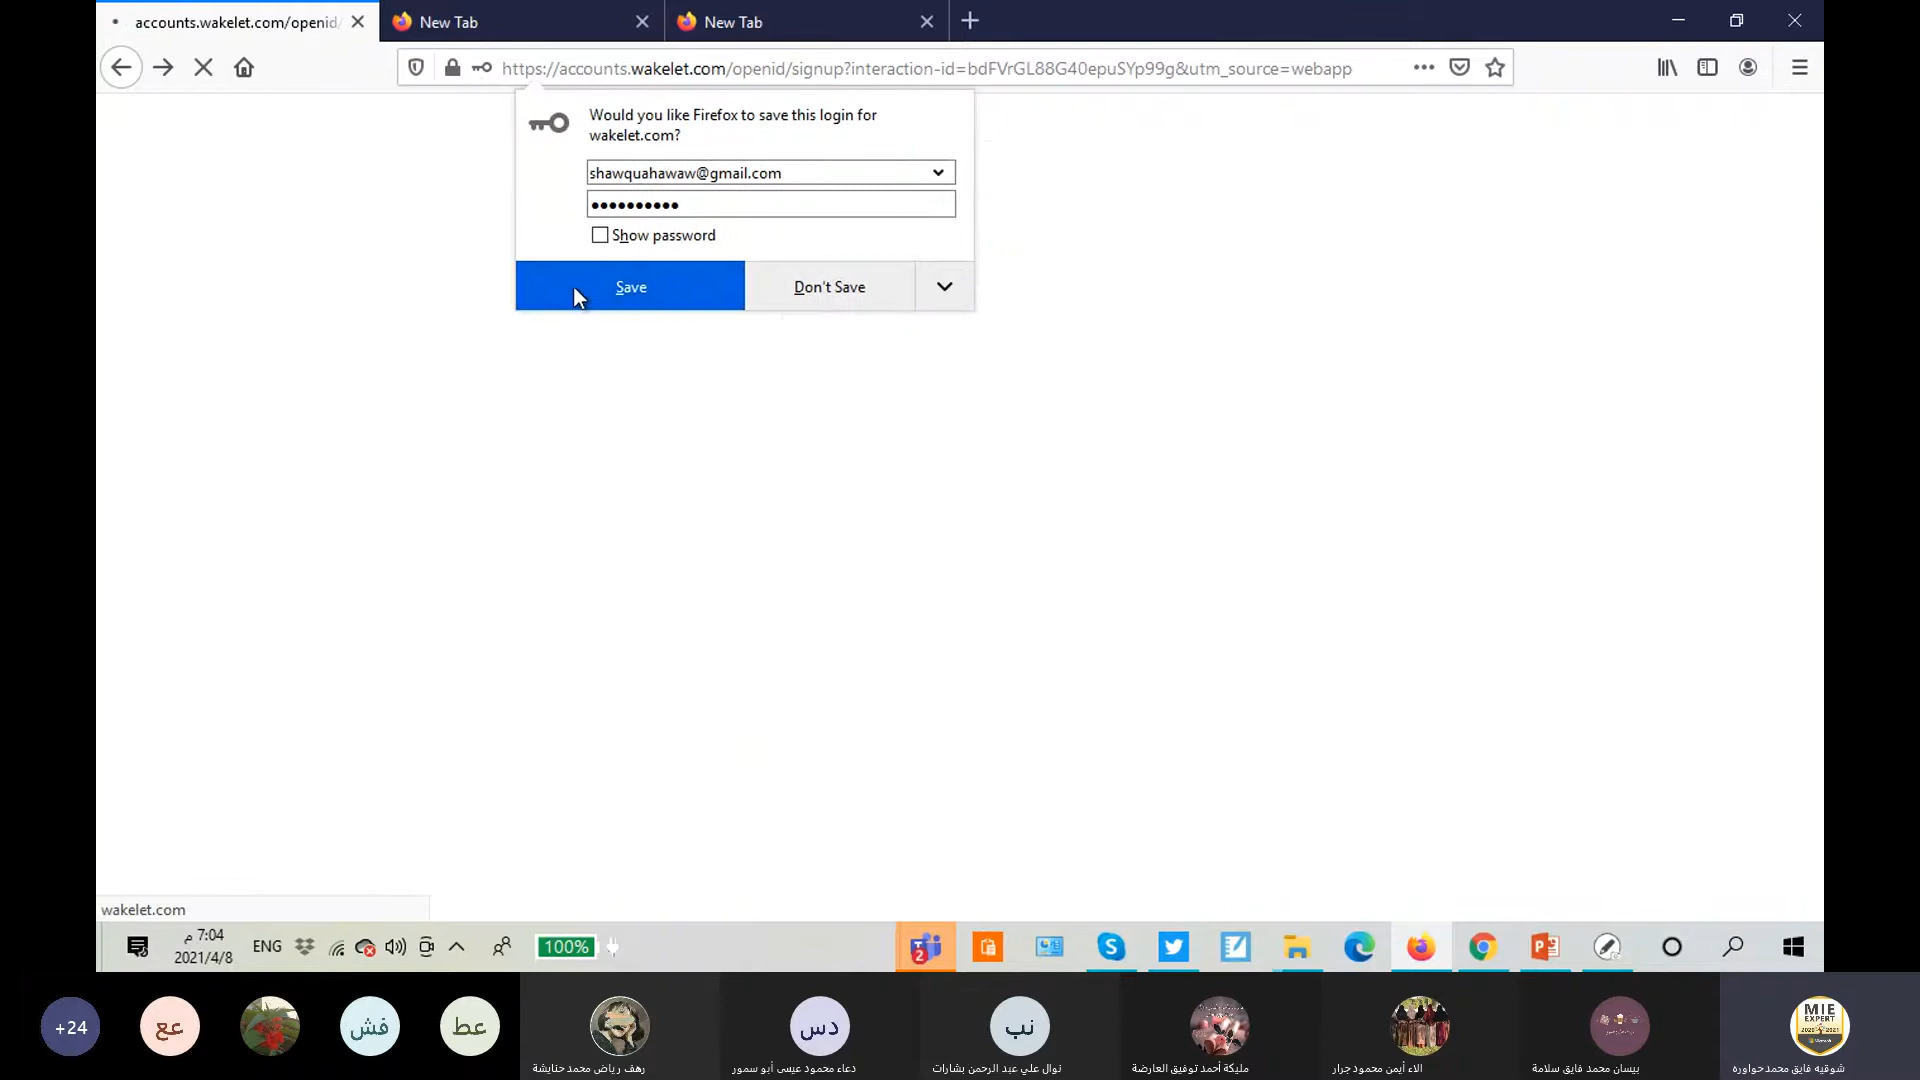 accounts.wakelet.com/openid/
New Tab
New Tab
https://accounts.wakelet.com/openid/signup?interaction-id=bdFVrGL88G40epuSYp99g&utm_source=webapp
Would you like Firefox to save this login for
wakelet.com?
shawquahawaw@gmail.com
Show password
Save
Don't Save
wakelet.com
7:04 م
2021/4/8
ENG
100%
2
+24
عع
فش
عط
دس
نب
MIE
EXPERT
رهف رياض محمد حنايشة
دعاء محمود عيسى أبو سمور
نوال علي عبد الرحمن بشارات
مليكة أحمد توفيق العارضة
الاء أيمن محمود جرار
بيسان محمد فايق سلامة
شوقيه فايق محمد حواوره